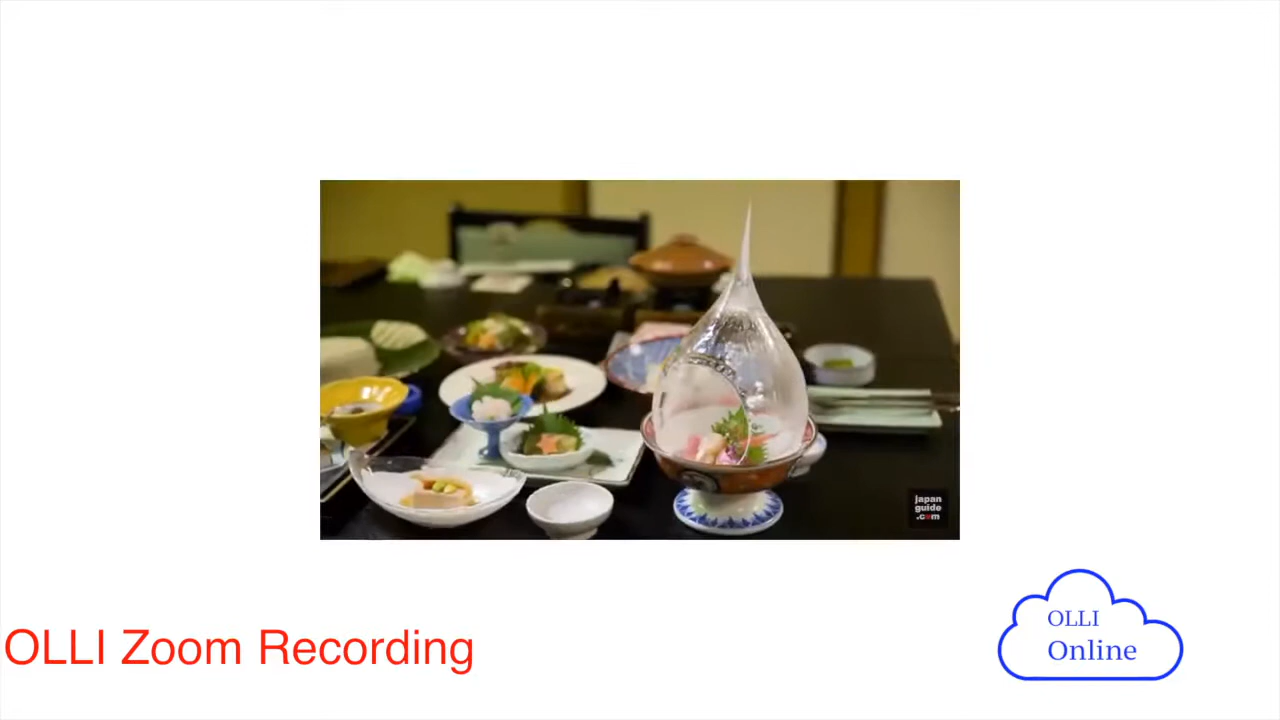 japan
guide
.com
OLLI Zoom Recording
OLLI
Online